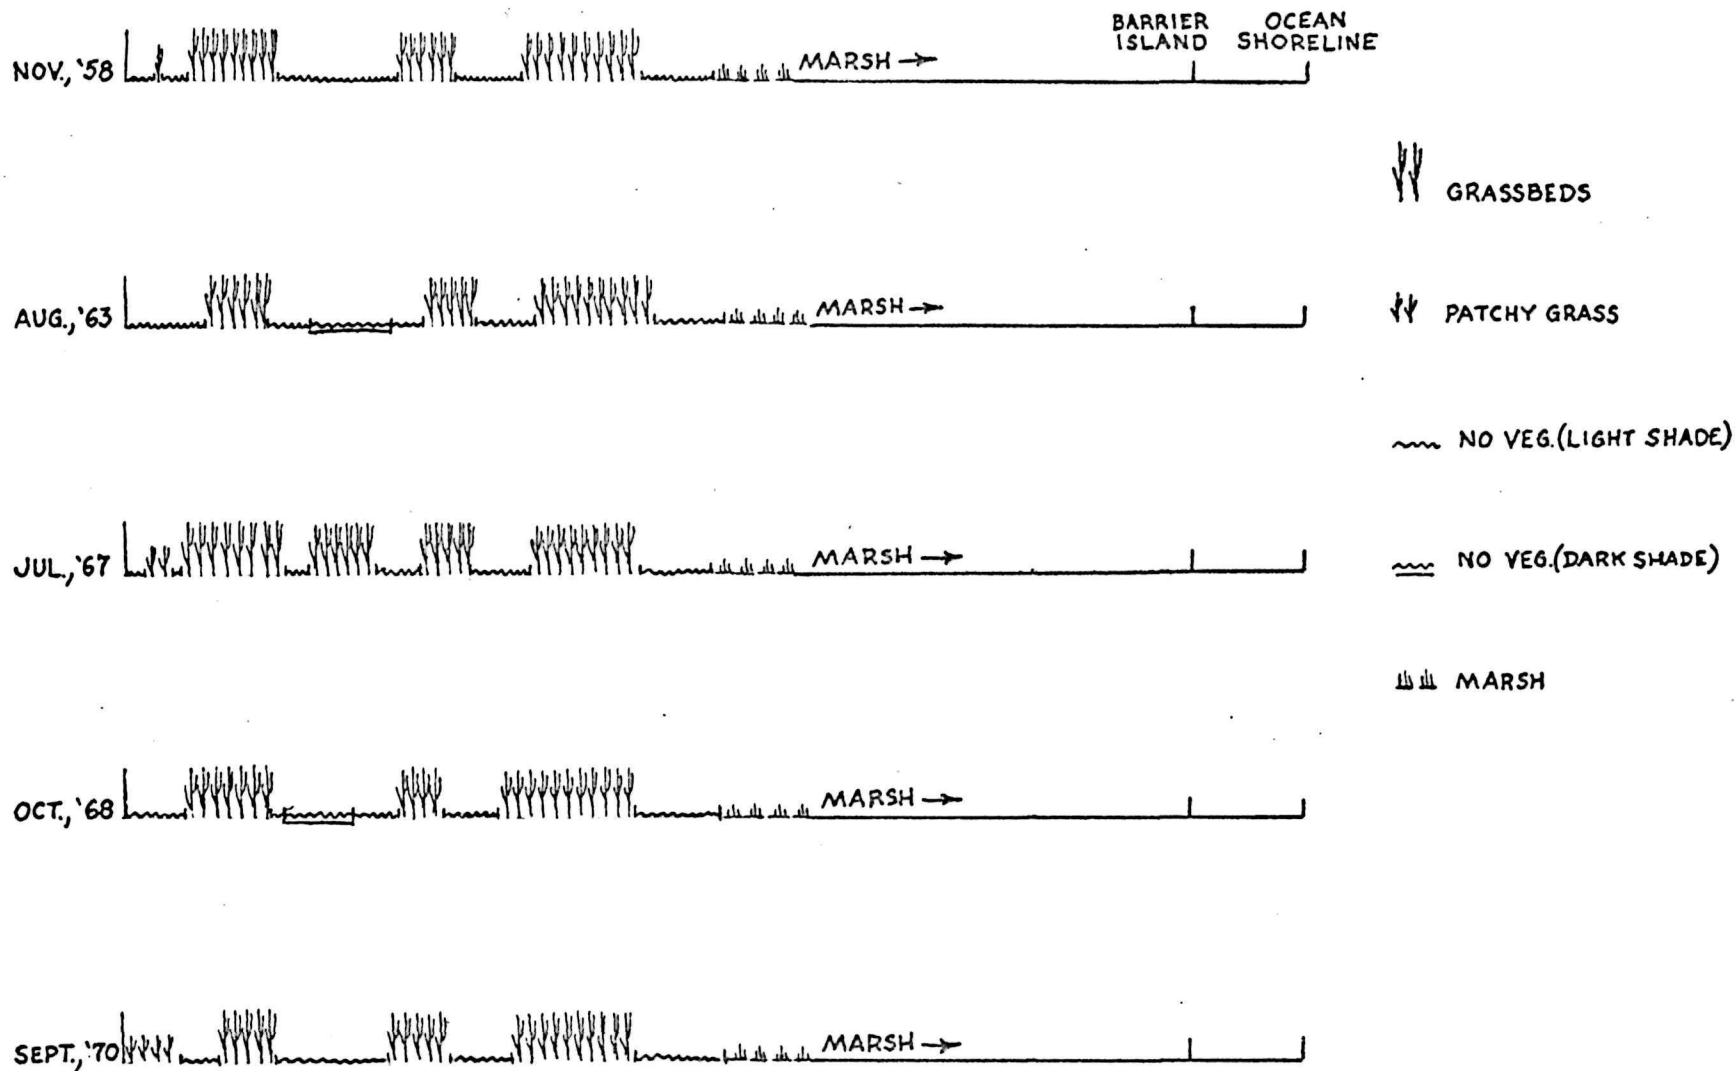 BARRIER
ISLAND
OCEAN
SHORELINE
NOV., '58
MARSH
GRASSBEDS
AUG., '63
MARSH
PATCHY GRASS
NO VEG. (LIGHT SHADE)
JUL., '67
MARSH
NO VEG. (DARK SHADE)
MARSH
OCT., '68
MARSH
SEPT., '70
MARSH